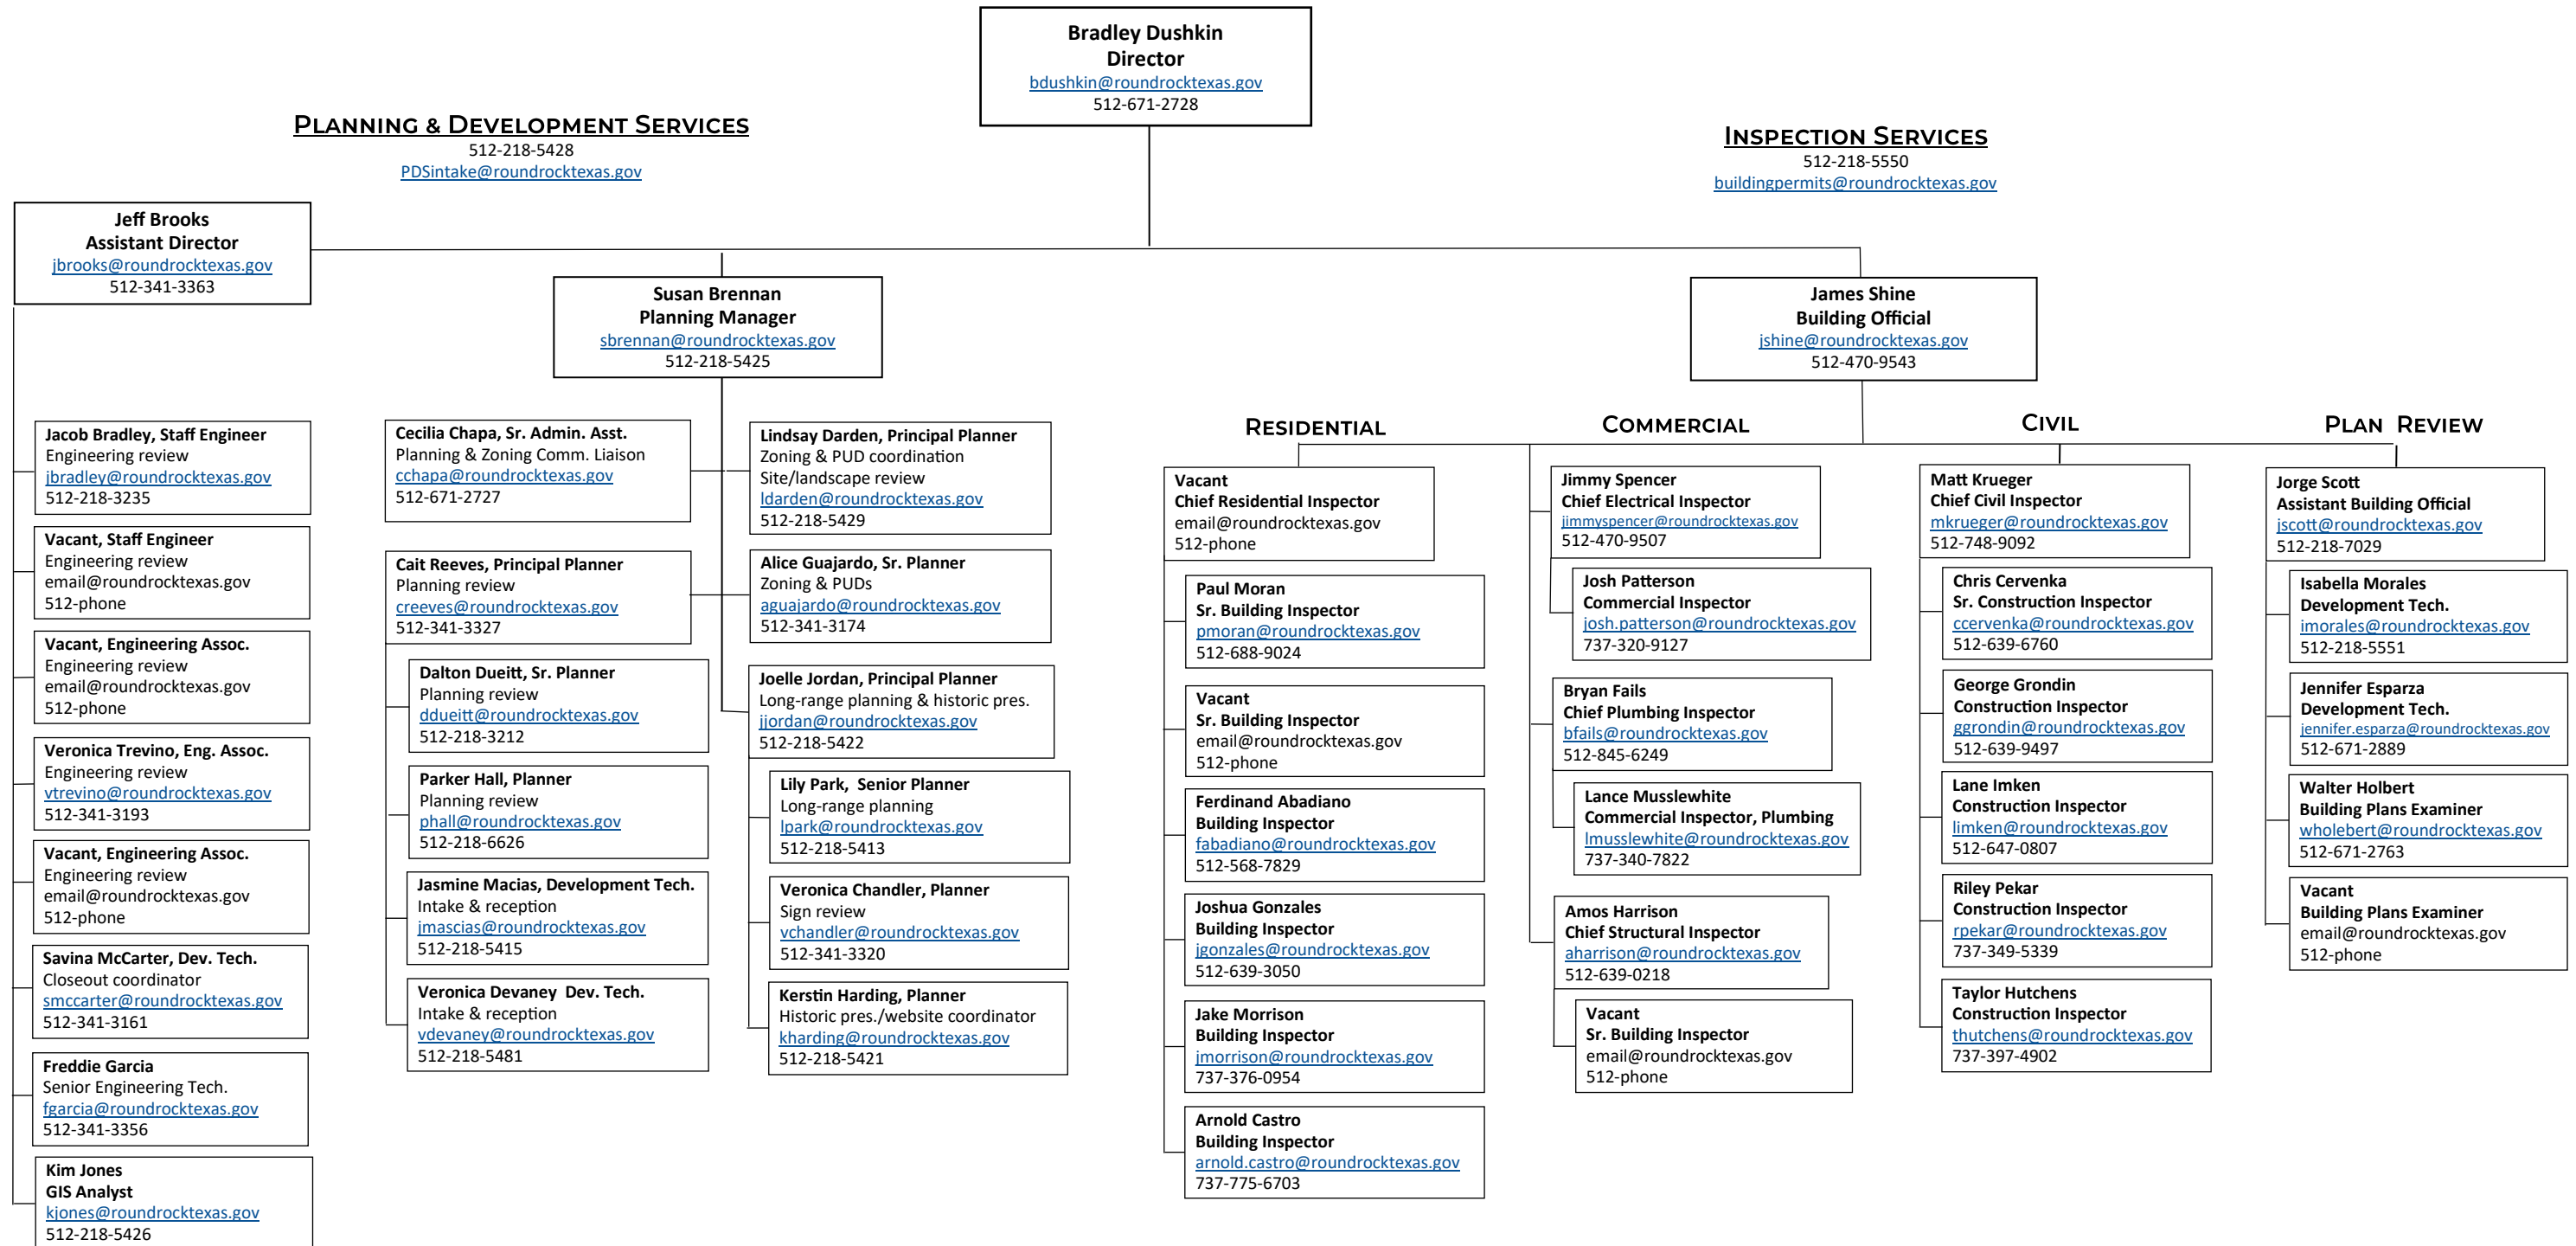 Bradley Dushkin
Director
bdushkin@roundrocktexas.gov
512-671-2728
PLANNING & DEVELOPMENT SERVICES
512-218-5428
PDSintake@roundrocktexas.gov
INSPECTION SERVICES
512-218-5550
buildingpermits@roundrocktexas.gov
Jeff Brooks
Assistant Director
jbrooks@roundrocktexas.gov
512-341-3363
Susan Brennan
Planning Manager
sbrennan@roundrocktexas.gov
512-218-5425
James Shine
Building Official
jshine@roundrocktexas.gov
512-470-9543
Jacob Bradley, Staff Engineer
Engineering review
jbradley@roundrocktexas.gov
512-218-3235
Vacant, Staff Engineer
Engineering review
email@roundrocktexas.gov
512-phone
Vacant, Engineering Assoc.
Engineering review
email@roundrocktexas.gov
512-phone
Veronica Trevino, Eng. Assoc.
Engineering review
vtrevino@roundrocktexas.gov
512-341-3193
Vacant, Engineering Assoc.
Engineering review
email@roundrocktexas.gov
512-phone
Savina McCarter, Dev. Tech.
Closeout coordinator
smccarter@roundrocktexas.gov
512-341-3161
Freddie Garcia
Senior Engineering Tech.
fgarcia@roundrocktexas.gov
512-341-3356
Kim Jones
GIS Analyst
kjones@roundrocktexas.gov
512-218-5426
Cecilia Chapa, Sr. Admin. Asst.
Planning & Zoning Comm. Liaison
cchapa@roundrocktexas.gov
512-671-2727
Cait Reeves, Principal Planner
Planning review
creeves@roundrocktexas.gov
512-341-3327
Dalton Dueitt, Sr. Planner
Planning review
ddueitt@roundrocktexas.gov
512-218-3212
Parker Hall, Planner
Planning review
phall@roundrocktexas.gov
512-218-6626
Jasmine Macias, Development Tech.
Intake & reception
jmascias@roundrocktexas.gov
512-218-5415
Veronica Devaney  Dev. Tech.
Intake & reception
vdevaney@roundrocktexas.gov
512-218-5481
Lindsay Darden, Principal Planner
Zoning & PUD coordination
Site/landscape review
ldarden@roundrocktexas.gov
512-218-5429
Alice Guajardo, Sr. Planner
Zoning & PUDs
aguajardo@roundrocktexas.gov
512-341-3174
Joelle Jordan, Principal Planner
Long-range planning & historic pres.
jjordan@roundrocktexas.gov
512-218-5422
Lily Park,  Senior Planner
Long-range planning
lpark@roundrocktexas.gov
512-218-5413
Veronica Chandler, Planner
Sign review
vchandler@roundrocktexas.gov
512-341-3320
Kerstin Harding, Planner
Historic pres./website coordinator
kharding@roundrocktexas.gov
512-218-5421
RESIDENTIAL
Vacant
Chief Residential Inspector
email@roundrocktexas.gov
512-phone
Paul Moran
Sr. Building Inspector
pmoran@roundrocktexas.gov
512-688-9024
Vacant
Sr. Building Inspector
email@roundrocktexas.gov
512-phone
Ferdinand Abadiano
Building Inspector
fabadiano@roundrocktexas.gov
512-568-7829
Joshua Gonzales
Building Inspector
jgonzales@roundrocktexas.gov
512-639-3050
Jake Morrison
Building Inspector
jmorrison@roundrocktexas.gov
737-376-0954
Arnold Castro
Building Inspector
arnold.castro@roundrocktexas.gov
737-775-6703
COMMERCIAL
Jimmy Spencer
Chief Electrical Inspector
jimmyspencer@roundrocktexas.gov
512-470-9507
Josh Patterson
Commercial Inspector
josh.patterson@roundrocktexas.gov
737-320-9127
Bryan Fails
Chief Plumbing Inspector
bfails@roundrocktexas.gov
512-845-6249
Lance Musslewhite
Commercial Inspector, Plumbing
lmusslewhite@roundrocktexas.gov
737-340-7822
Amos Harrison
Chief Structural Inspector
aharrison@roundrocktexas.gov
512-639-0218
Vacant
Sr. Building Inspector
email@roundrocktexas.gov
512-phone
CIVIL
Matt Krueger
Chief Civil Inspector
mkrueger@roundrocktexas.gov
512-748-9092
Chris Cervenka
Sr. Construction Inspector
ccervenka@roundrocktexas.gov
512-639-6760
George Grondin
Construction Inspector
ggrondin@roundrocktexas.gov
512-639-9497
Lane Imken
Construction Inspector
limken@roundrocktexas.gov
512-647-0807
Riley Pekar
Construction Inspector
rpekar@roundrocktexas.gov
737-349-5339
Taylor Hutchens
Construction Inspector
thutchens@roundrocktexas.gov
737-397-4902
PLAN REVIEW
Jorge Scott
Assistant Building Official
jscott@roundrocktexas.gov
512-218-7029
Isabella Morales
Development Tech.
imorales@roundrocktexas.gov
512-218-5551
Jennifer Esparza
Development Tech.
jennifer.esparza@roundrocktexas.gov
512-671-2889
Walter Holbert
Building Plans Examiner
wholebert@roundrocktexas.gov
512-671-2763
Vacant
Building Plans Examiner
email@roundrocktexas.gov
512-phone